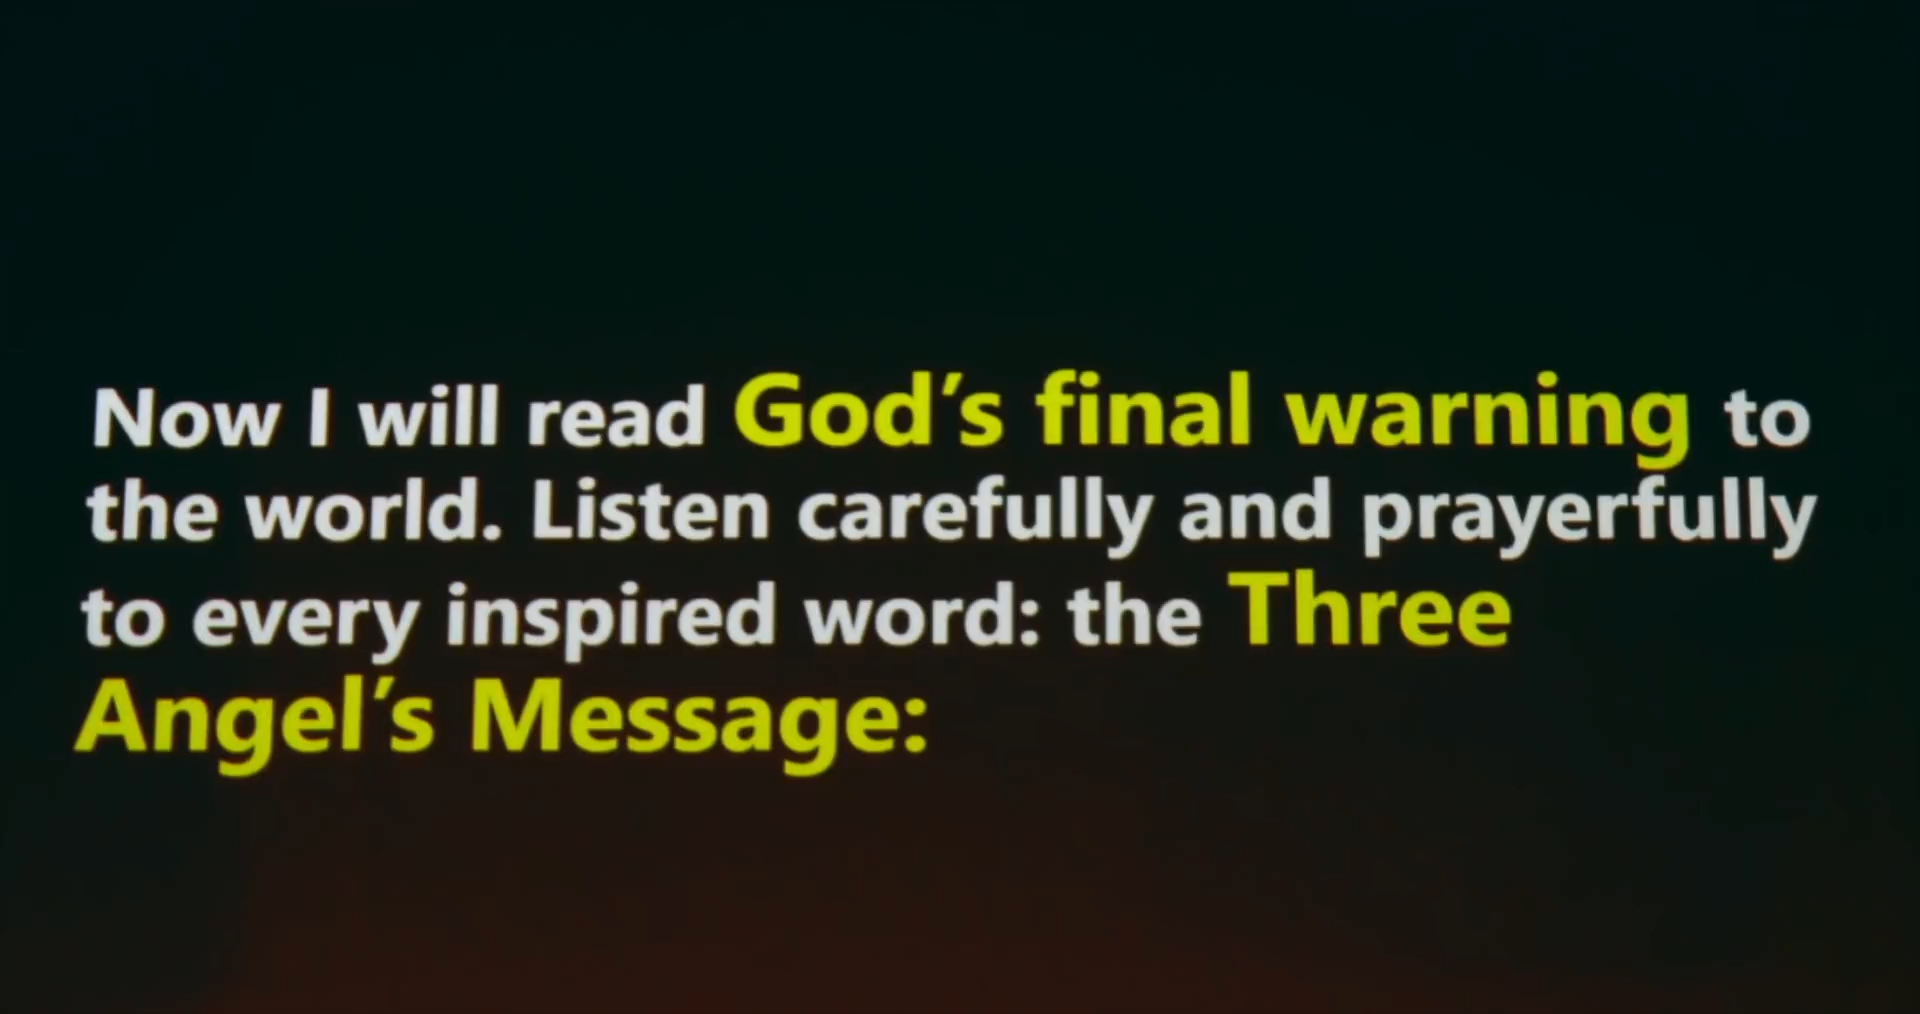 Now I will read God’s final warning to
the world. Listen carefully and prayerfully
to every inspired word: the Three
Angel’s Message: